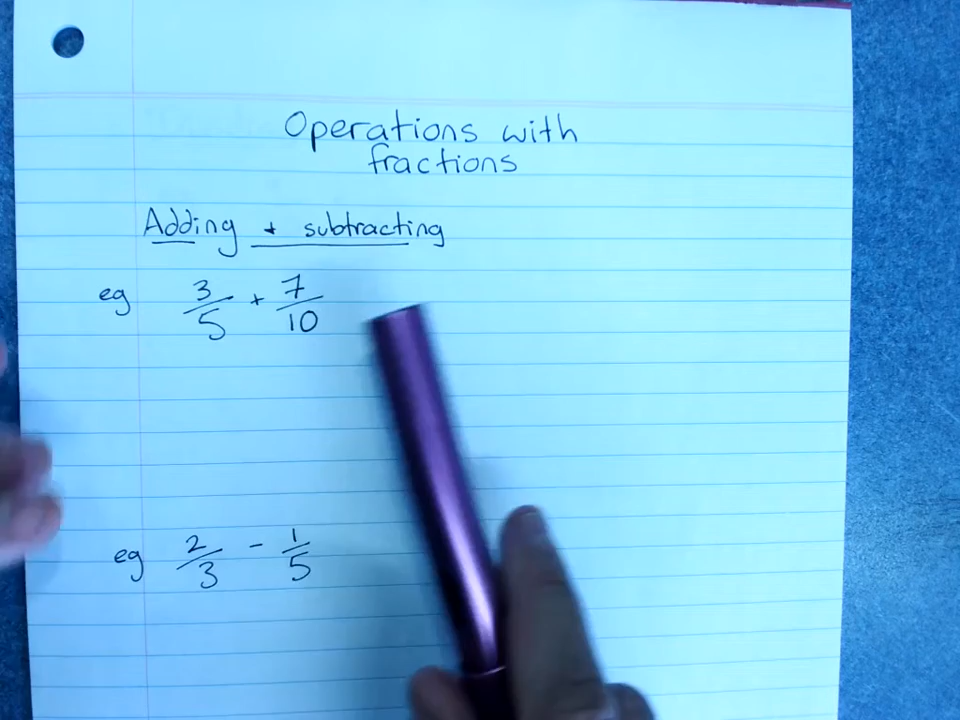 Operations with
fractions
Adding + subtracting
eg 3/5 + 7/10
eg 2/3 - 1/5